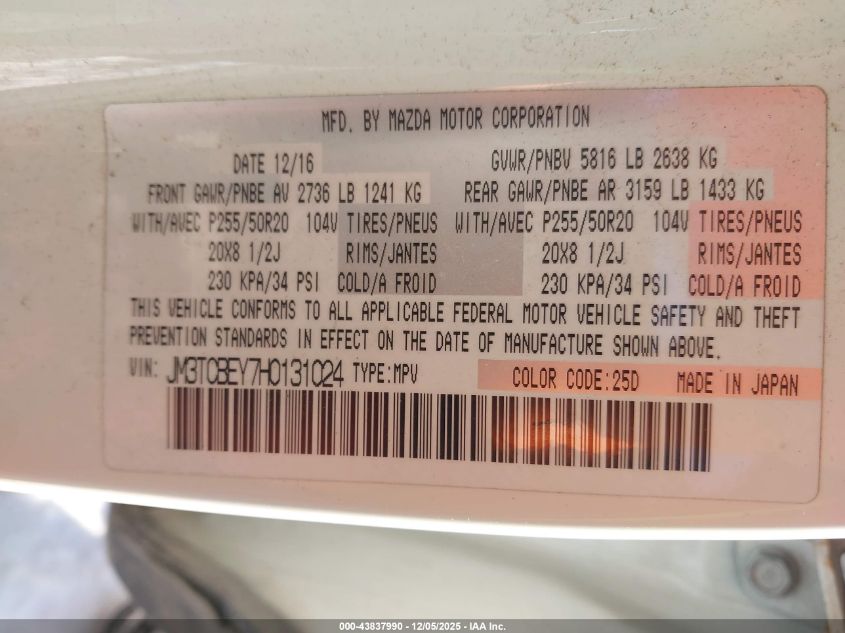 MFD. BY MAZDA MOTOR CORPORATION
DATE 12/16 GVWR/PNBV 5816 LB 2638 KG
FRONT GAWR/PNBE AV 2736 LB 1241 KG REAR GAWR/PNBE AR 3159 LB 1433 KG
WITH/AVEC P255/50R20 104V TIRES/PNEUS WITH/AVEC P255/50R20 104V TIRES/PNEUS
20X8 1/2J RIMS/JANTES 20X8 1/2J RIMS/JANTES
230 KPA/34 PSI COLD/A FROID 230 KPA/34 PSI COLD/A FROID
THIS VEHICLE CONFORMS TO ALL APPLICABLE FEDERAL MOTOR VEHICLE SAFETY AND THEFT
PREVENTION STANDARDS IN EFFECT ON THE DATE OF MANUFACTURE SHOWN ABOVE.
VIN: JM3TCBEY7H0131024 TYPE:MPV COLOR CODE:25D MADE IN JAPAN
000-43837990 - 12/05/2025 - IAA Inc.